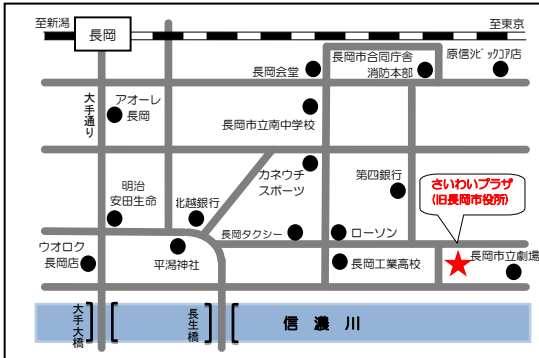 至新潟
至東京
長岡
長岡会堂
長岡市合同庁舎
消防本部
原信シビックコア店
大手通り
アオーレ
長岡
長岡市立南中学校
カネウチ
スポーツ
第四銀行
さいわいプラザ
(旧長岡市役所)
明治
安田生命
北越銀行
長岡タクシー
ローソン
ウオロク
長岡店
平潟神社
長岡工業高校
長岡市立劇場
大手大橋
長生橋
信濃川